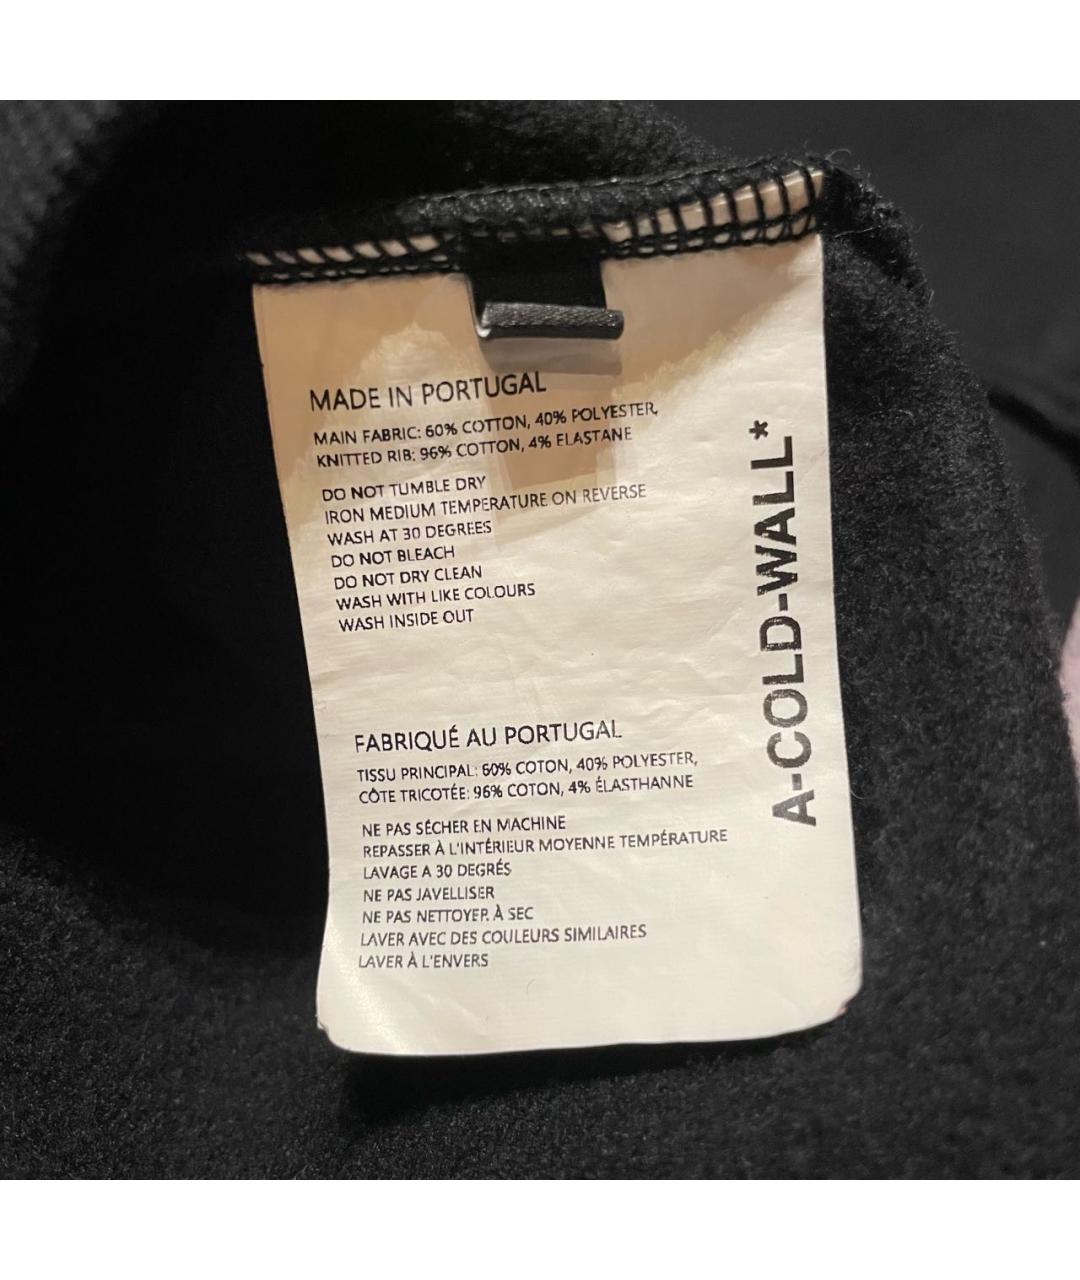 MADE IN PORTUGAL
MAIN FABRIC: 60% COTTON, 40% POLYESTER,
KNITTED RIB: 96% COTTON, 4% ELASTANE
DO NOT TUMBLE DRY
IRON MEDIUM TEMPERATURE ON REVERSE
WASH AT 30 DEGREES
DO NOT BLEACH
DO NOT DRY CLEAN
WASH WITH LIKE COLOURS
WASH INSIDE OUT
FABRIQUÉ AU PORTUGAL
TISSU PRINCIPAL: 60% COTON, 40% POLYESTER,
CÔTE TRICOTÉE: 96% COTON, 4% ÉLASTHANNE
NE PAS SÉCHER EN MACHINE
REPASSER À L'INTÉRIEUR MOYENNE TEMPÉRATURE
LAVAGE A 30 DEGRÉS
NE PAS JAVELLISER
NE PAS NETTOYER À SEC
LAVER AVEC DES COULEURS SIMILAIRES
LAVER À L'ENVERS
A-COLD-WALL*